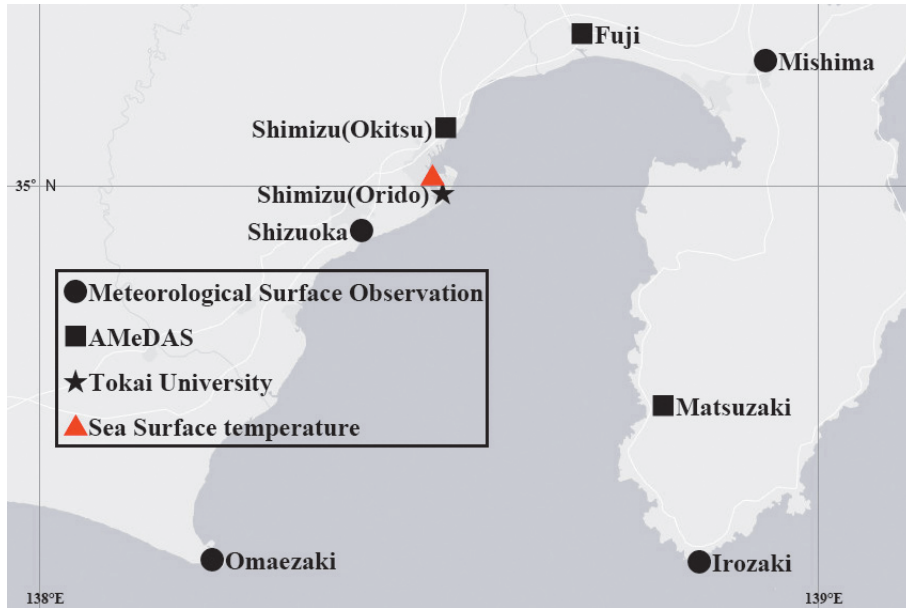 Fuji
Mishima
Shimizu(Okitsu)
35° N
Shimizu(Orido)
Shizuoka
Meteorological Surface Observation
AMeDAS
Tokai University
Sea Surface temperature
Matsuzaki
Omaezaki
Irozaki
138°E
139°E